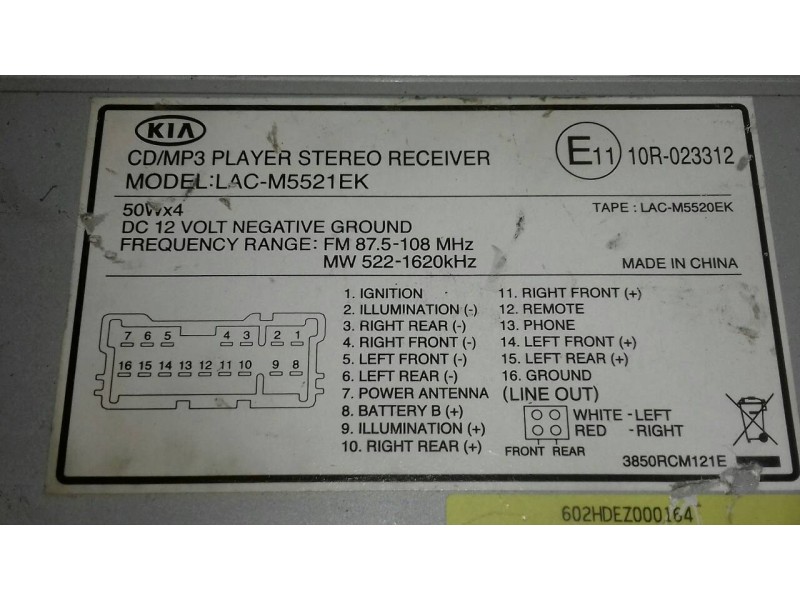 KIA
CD/MP3 PLAYER STEREO RECEIVER
MODEL:LAC-M5521EK
E11 10R-023312
50Wx4
TAPE : LAC-M5520EK
DC 12 VOLT NEGATIVE GROUND
FREQUENCY RANGE: FM 87.5-108 MHz
MW 522-1620kHz
MADE IN CHINA
7 6 5 4 3 2 1
16 15 14 13 12 11 10 9 8
1. IGNITION
2. ILLUMINATION (-)
3. RIGHT REAR (-)
4. RIGHT FRONT (-)
5. LEFT FRONT (-)
6. LEFT REAR (-)
7. POWER ANTENNA
8. BATTERY B (+)
9. ILLUMINATION (+)
10. RIGHT REAR (+)
11. RIGHT FRONT (+)
12. REMOTE
13. PHONE
14. LEFT FRONT (+)
15. LEFT REAR (+)
16. GROUND
(LINE OUT)
WHITE -LEFT
RED -RIGHT
FRONT REAR
3850RCM121E
602HDEZ000164